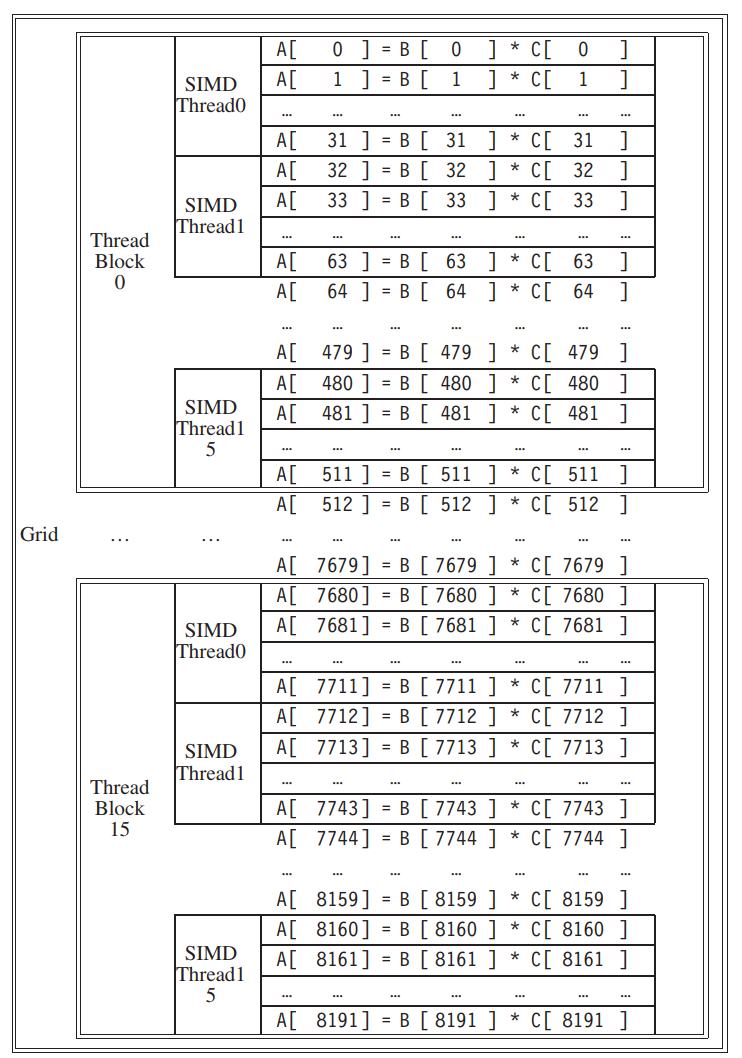 A[ 0 ] = B [ 0 ] * C[ 0 ]
SIMD
Thread0
A[ 1 ] = B [ 1 ] * C[ 1 ]
... ... ... ... ... ... ...
A[ 31 ] = B [ 31 ] * C[ 31 ]
A[ 32 ] = B [ 32 ] * C[ 32 ]
SIMD
Thread1
A[ 33 ] = B [ 33 ] * C[ 33 ]
... ... ... ... ... ... ...
Thread
Block
0
A[ 63 ] = B [ 63 ] * C[ 63 ]
A[ 64 ] = B [ 64 ] * C[ 64 ]
... ... ... ... ... ... ...
A[ 479 ] = B [ 479 ] * C[ 479 ]
A[ 480 ] = B [ 480 ] * C[ 480 ]
SIMD
Thread1
5
A[ 481 ] = B [ 481 ] * C[ 481 ]
... ... ... ... ... ... ...
A[ 511 ] = B [ 511 ] * C[ 511 ]
A[ 512 ] = B [ 512 ] * C[ 512 ]
Grid ... ... ... ... ... ... ... ... ...
A[ 7679] = B [ 7679 ] * C[ 7679 ]
A[ 7680] = B [ 7680 ] * C[ 7680 ]
SIMD
Thread0
A[ 7681] = B [ 7681 ] * C[ 7681 ]
... ... ... ... ... ... ...
A[ 7711] = B [ 7711 ] * C[ 7711 ]
A[ 7712] = B [ 7712 ] * C[ 7712 ]
SIMD
Thread1
A[ 7713] = B [ 7713 ] * C[ 7713 ]
... ... ... ... ... ... ...
Thread
Block
15
A[ 7743] = B [ 7743 ] * C[ 7743 ]
A[ 7744] = B [ 7744 ] * C[ 7744 ]
... ... ... ... ... ... ...
A[ 8159] = B [ 8159 ] * C[ 8159 ]
A[ 8160] = B [ 8160 ] * C[ 8160 ]
SIMD
Thread1
5
A[ 8161] = B [ 8161 ] * C[ 8161 ]
... ... ... ... ... ... ...
A[ 8191] = B [ 8191 ] * C[ 8191 ]